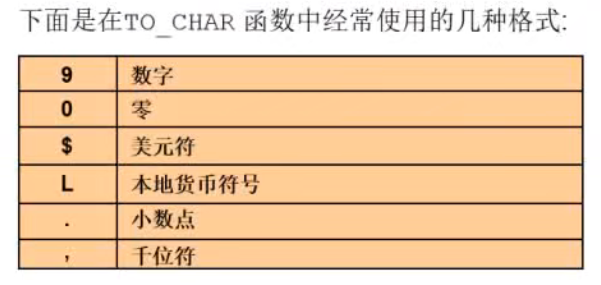 下面是在TO_CHAR 函数中经常使用的几种格式:
9 数字
0 零
$ 美元符
L 本地货币符号
. 小数点
, 千位符